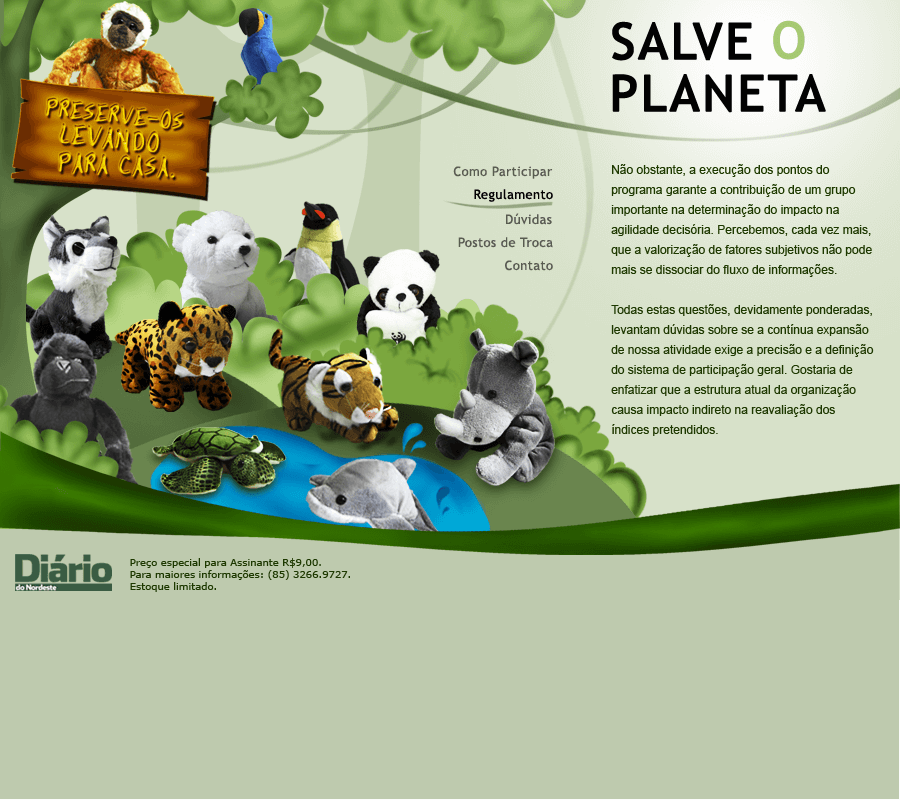 PRESERVE-OS
LEVANDO
PARA CASA.
SALVE O
PLANETA
Como Participar
Regulamento
Dúvidas
Postos de Troca
Contato
Não obstante, a execução dos pontos do
programa garante a contribuição de um grupo
importante na determinação do impacto na
agilidade decisória. Percebemos, cada vez mais,
que a valorização de fatores subjetivos não pode
mais se dissociar do fluxo de informações.
Todas estas questões, devidamente ponderadas,
levantam dúvidas sobre se a contínua expansão
de nossa atividade exige a precisão e a definição
do sistema de participação geral. Gostaria de
enfatizar que a estrutura atual da organização
causa impacto indireto na reavaliação dos
índices pretendidos.
Diário
do Nordeste
Preço especial para Assinante R$9,00.
Para maiores informações: (85) 3266.9727.
Estoque limitado.